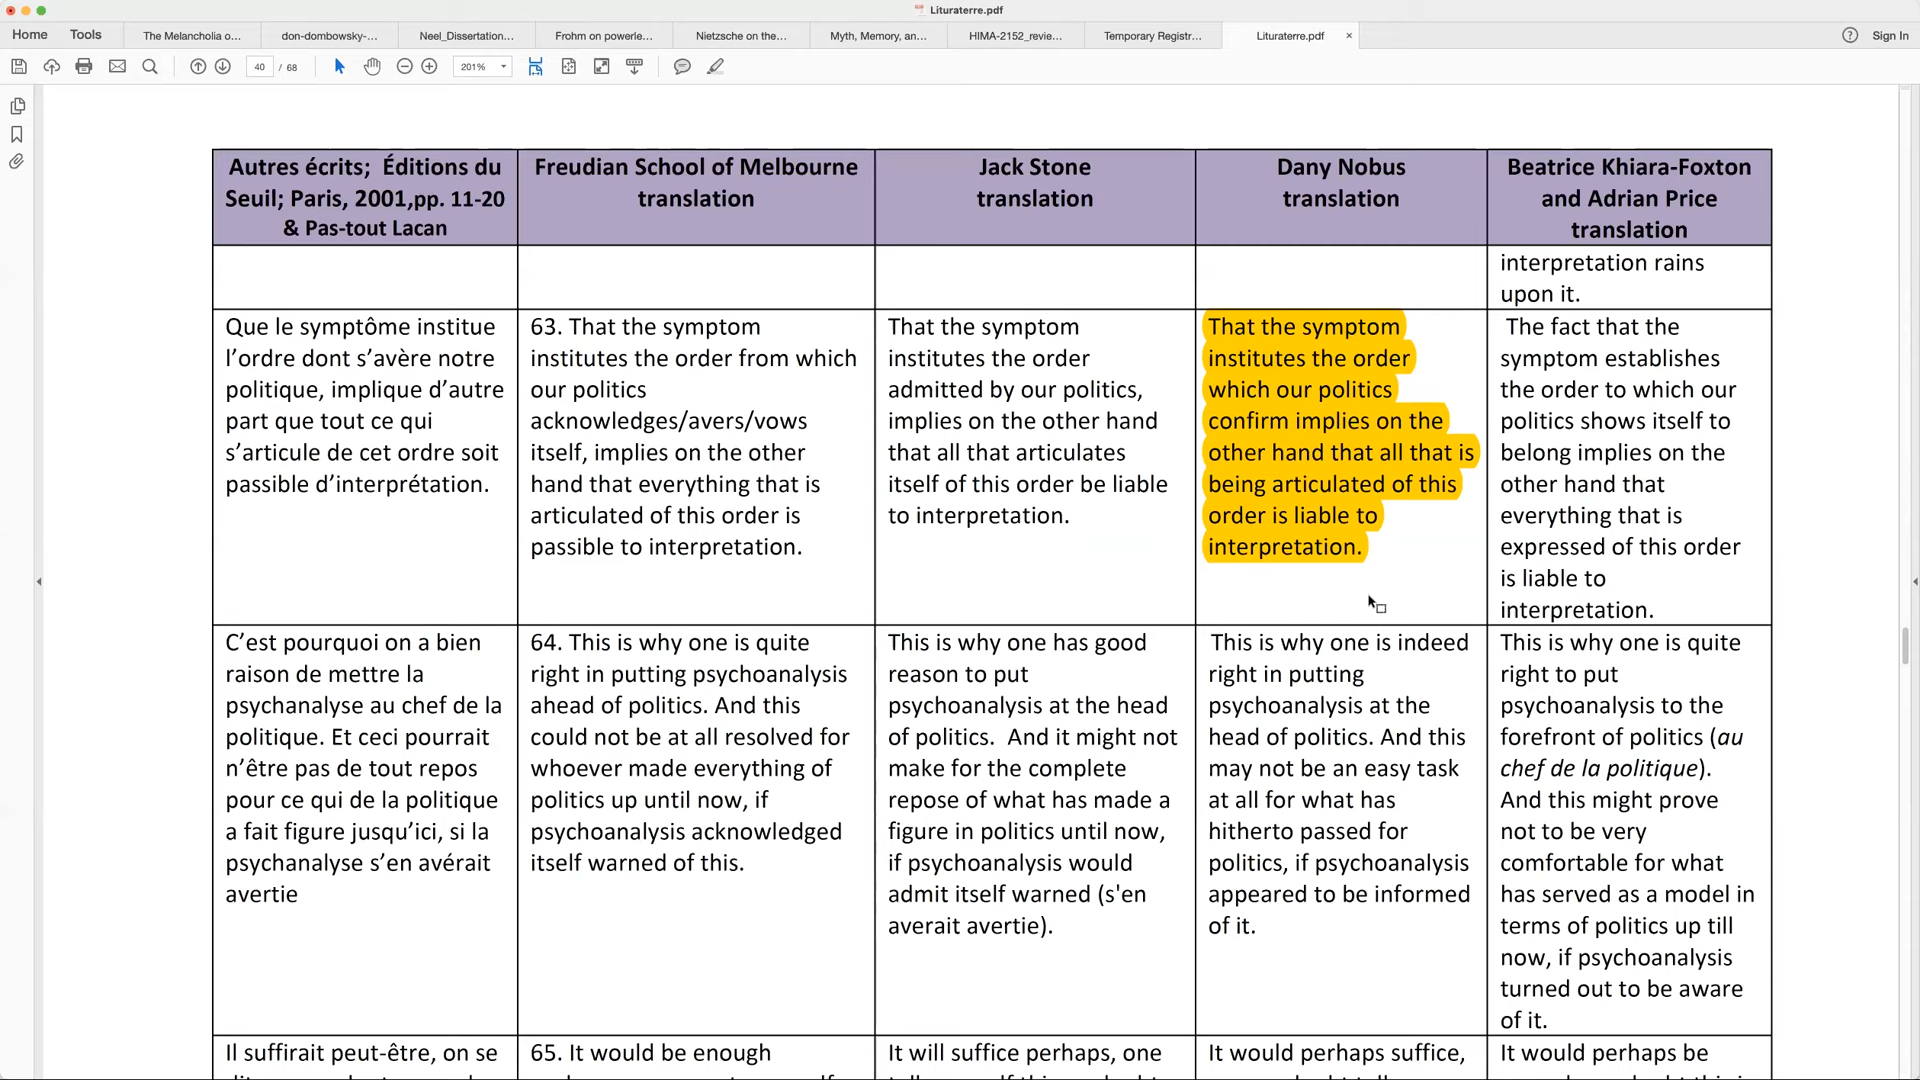 Lituraterre.pdf
Home
Tools
The Melancholia o...
don-dombowsky-...
Neel_Dissertation...
Frohm on powerle...
Nietzsche on the...
Myth, Memory, an...
HIMA-2152_revie...
Temporary Registr...
Lituraterre.pdf
Sign In
40 / 68
201%
Autres écrits; Éditions du
Seuil; Paris, 2001,pp. 11-20
& Pas-tout Lacan
Freudian School of Melbourne
translation
Jack Stone
translation
Dany Nobus
translation
Beatrice Khiara-Foxton
and Adrian Price
translation
interpretation rains
upon it.
Que le symptôme institue
l’ordre dont s’avère notre
politique, implique d’autre
part que tout ce qui
s’articule de cet ordre soit
passible d’interprétation.
63. That the symptom
institutes the order from which
our politics
acknowledges/avers/vows
itself, implies on the other
hand that everything that is
articulated of this order is
passible to interpretation.
That the symptom
institutes the order
admitted by our politics,
implies on the other hand
that all that articulates
itself of this order be liable
to interpretation.
That the symptom
institutes the order
which our politics
confirm implies on the
other hand that all that is
being articulated of this
order is liable to
interpretation.
The fact that the
symptom establishes
the order to which our
politics shows itself to
belong implies on the
other hand that
everything that is
expressed of this order
is liable to
interpretation.
C’est pourquoi on a bien
raison de mettre la
psychanalyse au chef de la
politique. Et ceci pourrait
n’être pas de tout repos
pour ce qui de la politique
a fait figure jusqu’ici, si la
psychanalyse s’en avérait
avertie
64. This is why one is quite
right in putting psychoanalysis
ahead of politics. And this
could not be at all resolved for
whoever made everything of
politics up until now, if
psychoanalysis acknowledged
itself warned of this.
This is why one has good
reason to put
psychoanalysis at the head
of politics. And it might not
make for the complete
repose of what has made a
figure in politics until now,
if psychoanalysis would
admit itself warned (s'en
averait avertie).
This is why one is indeed
right in putting
psychoanalysis at the
head of politics. And this
may not be an easy task
at all for what has
hitherto passed for
politics, if psychoanalysis
appeared to be informed
of it.
This is why one is quite
right to put
psychoanalysis to the
forefront of politics (au
chef de la politique).
And this might prove
not to be very
comfortable for what
has served as a model in
terms of politics up till
now, if psychoanalysis
turned out to be aware
of it.
Il suffirait peut-être, on se
65. It would be enough
It will suffice perhaps, one
It would perhaps suffice,
It would perhaps be